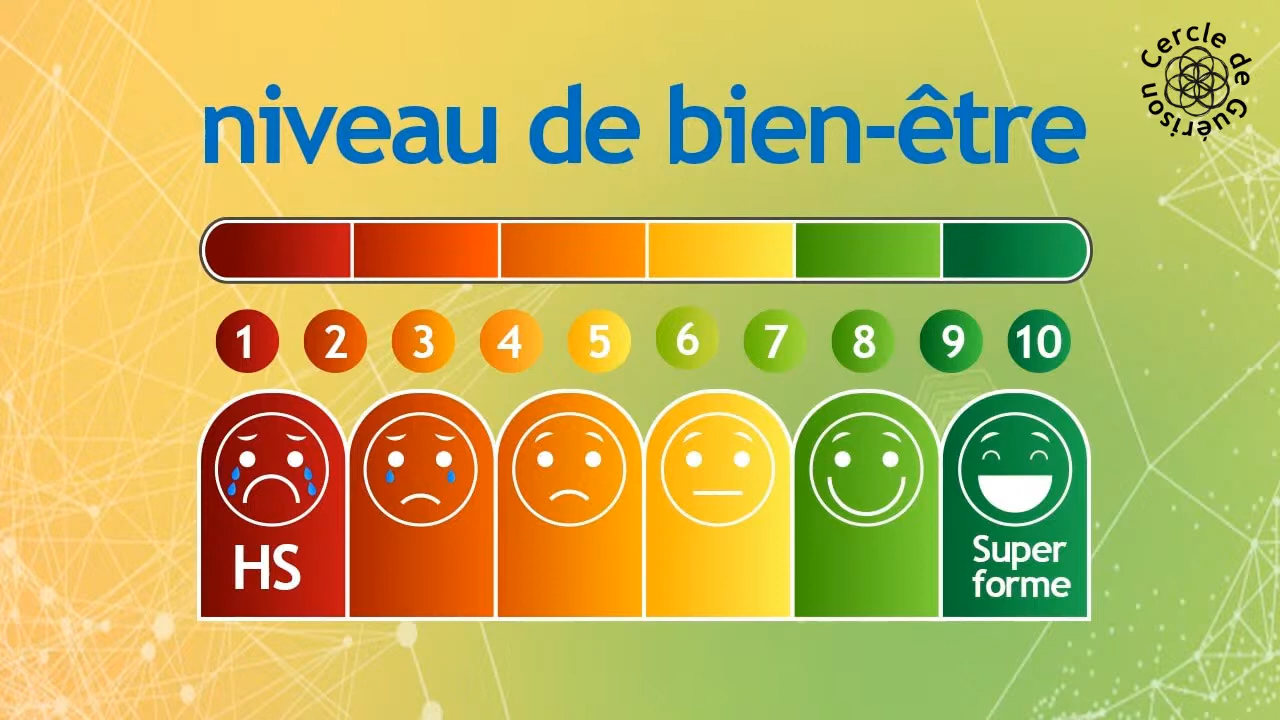 niveau de bien-être
Cercle de Guérison
1 2 3 4 5 6 7 8 9 10
HS
Super
forme